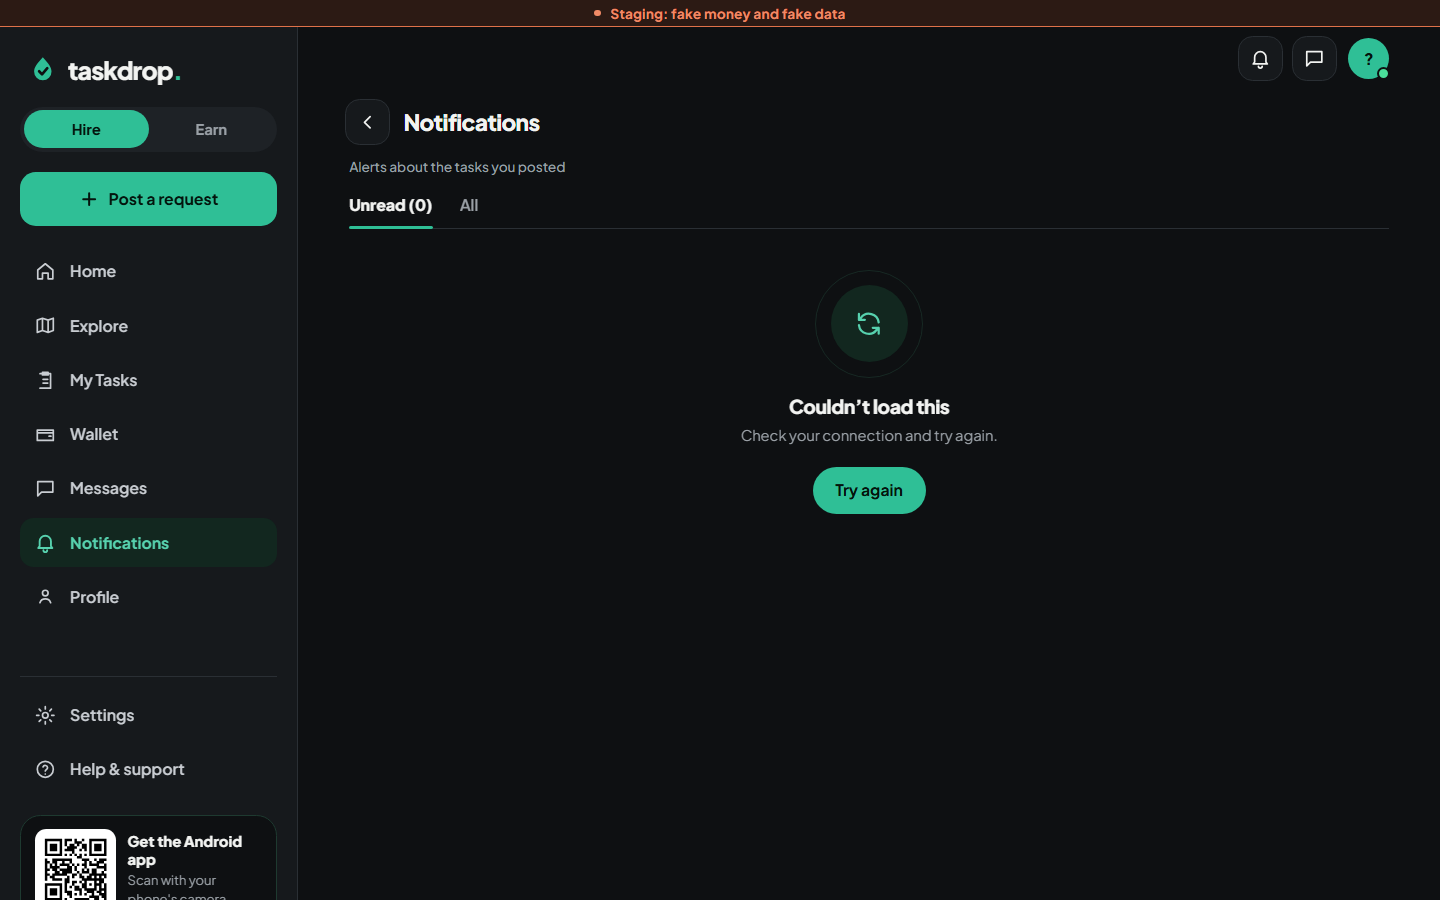 Staging: fake money and fake data
taskdrop.
Hire
Earn
Post a request
Home
Explore
My Tasks
Wallet
Messages
Notifications
Profile
Settings
Help & support
Get the Android
app
Scan with your
phone's camera
?
Notifications
Alerts about the tasks you posted
Unread (0)
All
Couldn’t load this
Check your connection and try again.
Try again